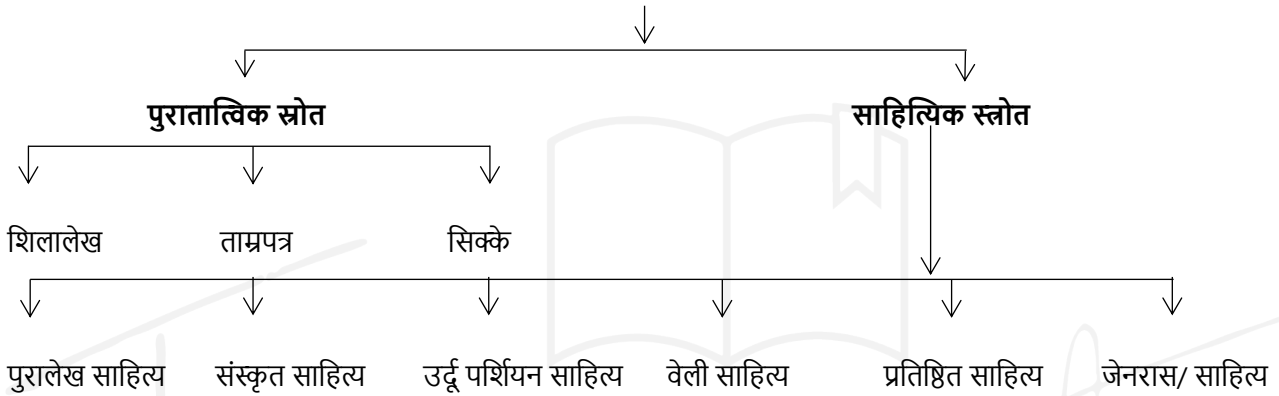 पुरातात्विक स्रोत साहित्यिक स्त्रोत
शिलालेख ताम्रपत्र सिक्के
पुरालेख साहित्य संस्कृत साहित्य उर्दू पर्शियन साहित्य वेली साहित्य प्रतिष्ठित साहित्य जेनरास/ साहित्य